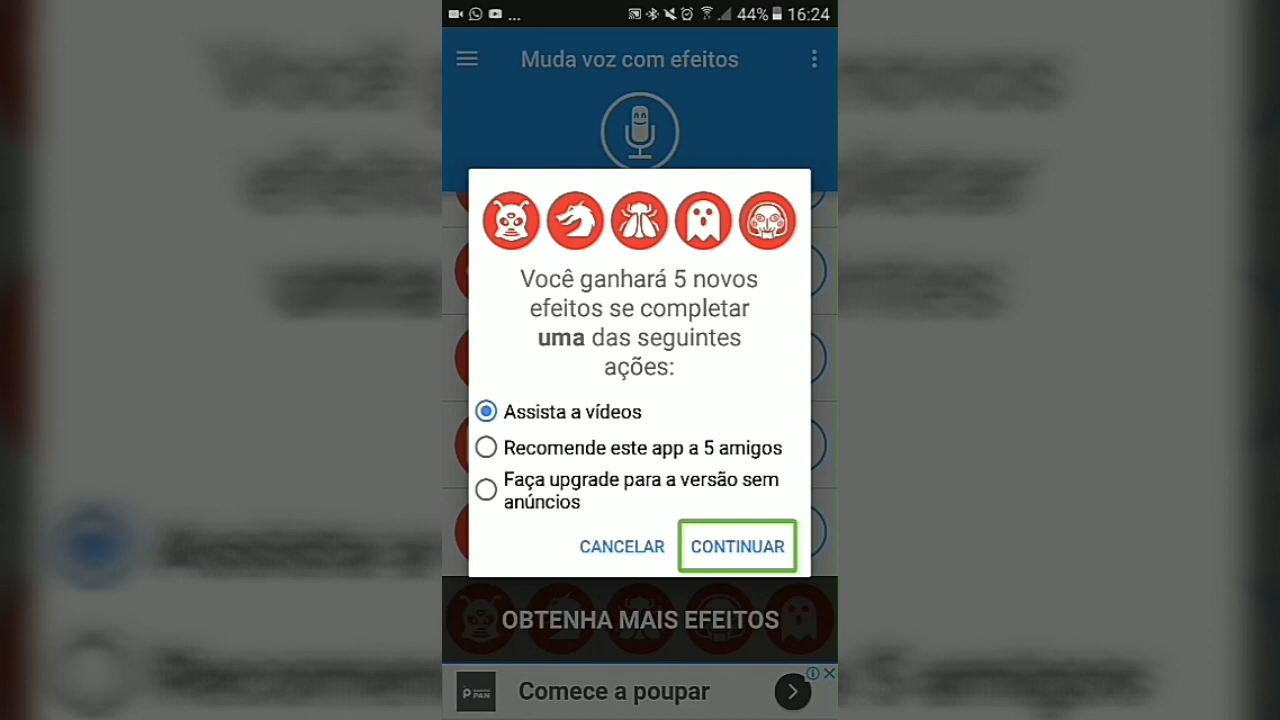 ... 44% 16:24
Muda voz com efeitos
Você ganhará 5 novos
efeitos se completar
uma das seguintes
ações:
Assista a vídeos
Recomende este app a 5 amigos
Faça upgrade para a versão sem
anúncios
CANCELAR CONTINUAR
OBTENHA MAIS EFEITOS
PAN Comece a poupar